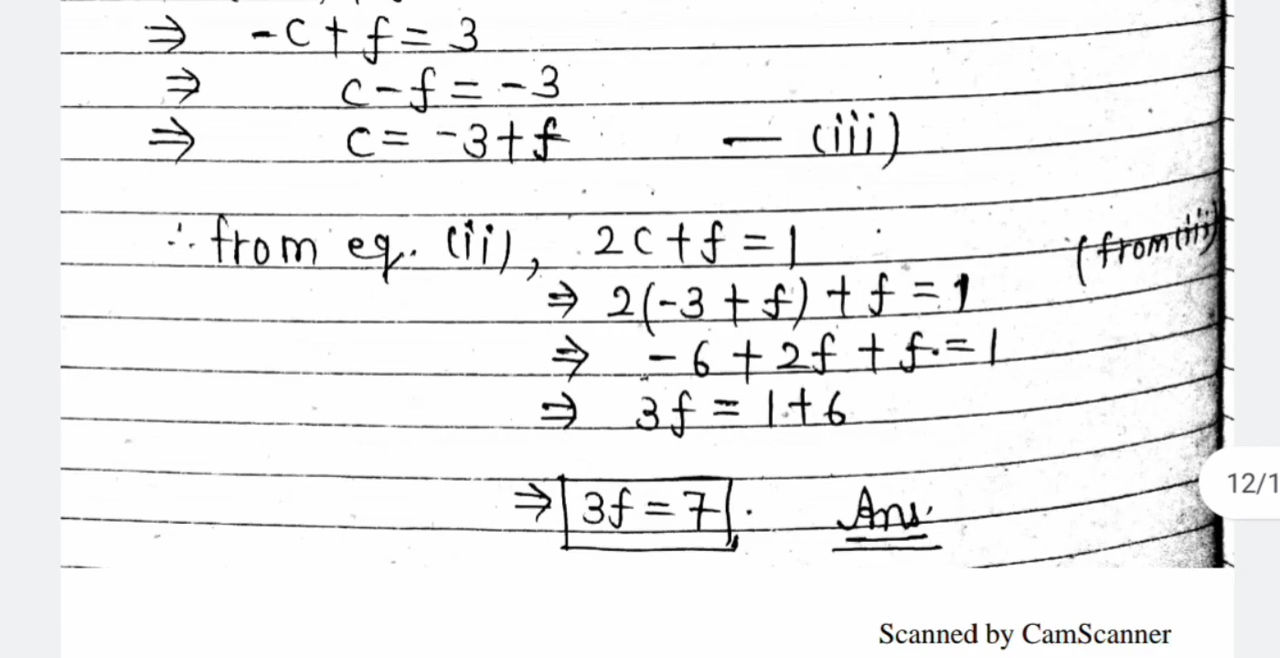 ⇒ -c + f = 3
⇒ c - f = -3
⇒ c = -3 + f — (iii)
∴ from eq. (ii), 2c + f = 1
(from (iii)
⇒ 2(-3 + f) + f = 1
⇒ -6 + 2f + f = 1
⇒ 3f = 1 + 6
⇒ 3f = 7. Ans.
12/1
Scanned by CamScanner